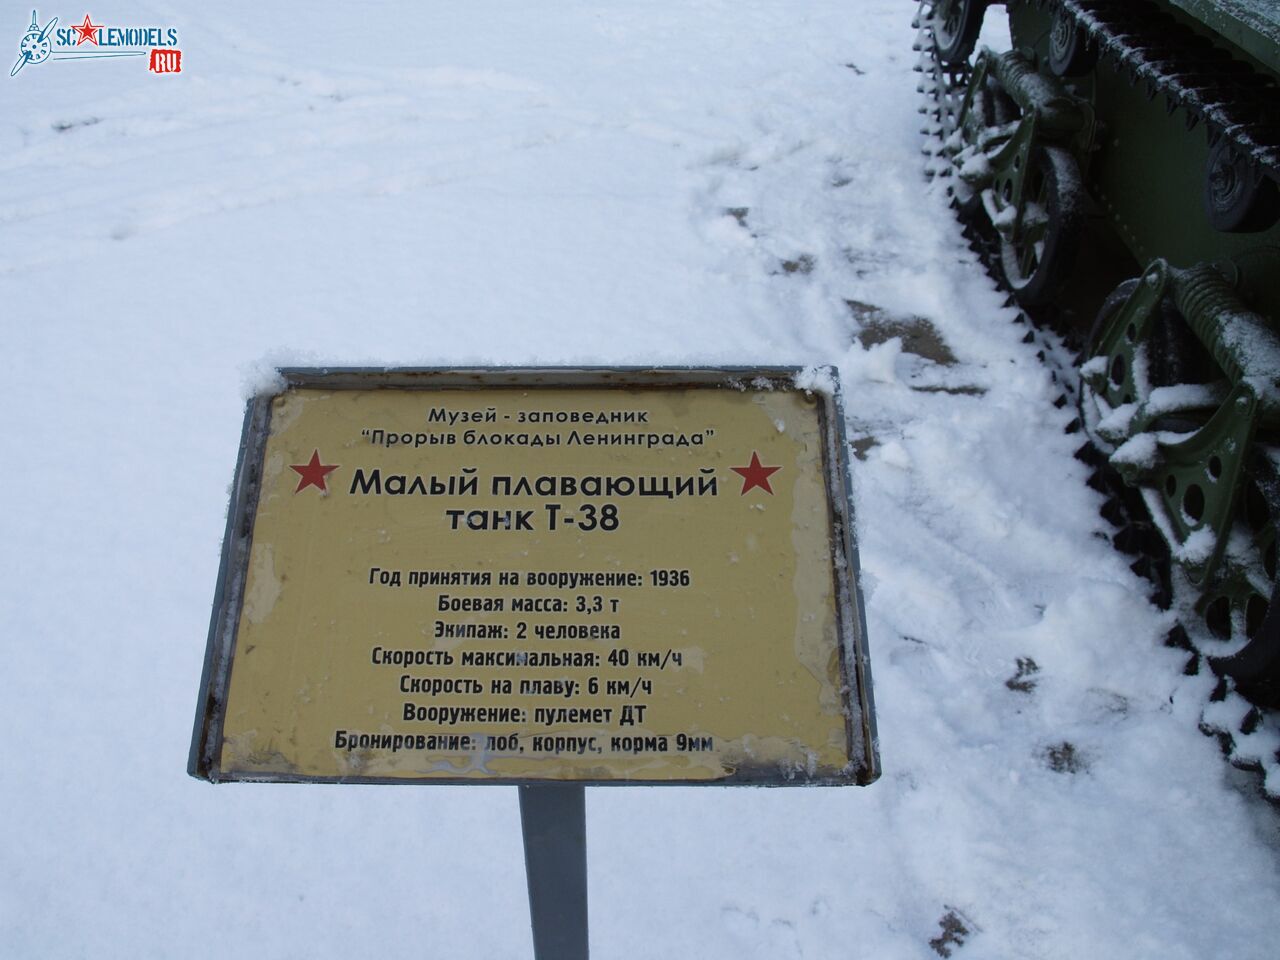 SCALEMODELS
RU
Музей - заповедник
“Прорыв блокады Ленинграда”
Малый плавающий
танк Т-38
Год принятия на вооружение: 1936
Боевая масса: 3,3 т
Экипаж: 2 человека
Скорость максимальная: 40 км/ч
Скорость на плаву: 6 км/ч
Вооружение: пулемет ДТ
Бронирование: лоб, корпус, корма 9мм